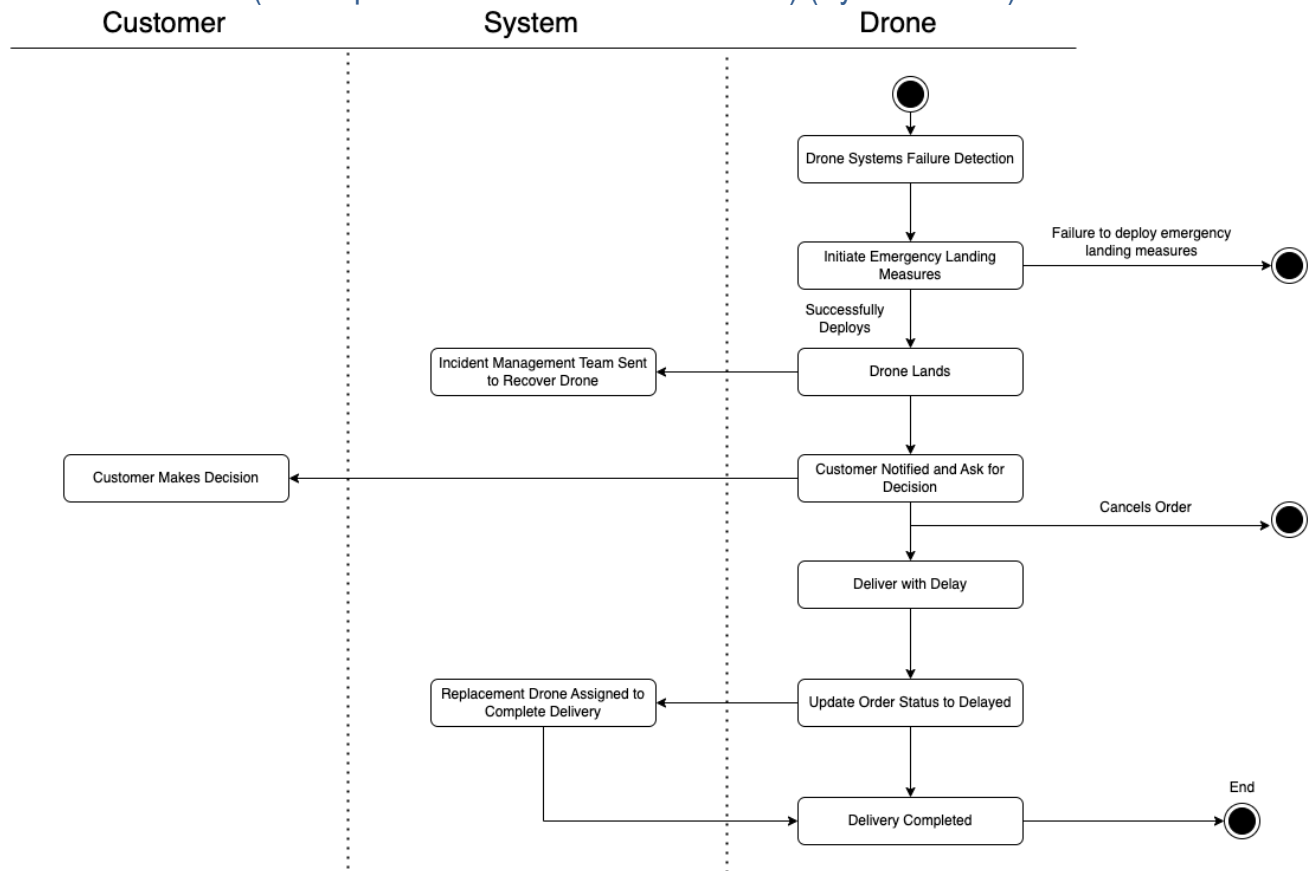 Customer
System
Drone
Drone Systems Failure Detection
Failure to deploy emergency
landing measures
Initiate Emergency Landing
Measures
Successfully
Deploys
Incident Management Team Sent
to Recover Drone
Drone Lands
Customer Makes Decision
Customer Notified and Ask for
Decision
Cancels Order
Deliver with Delay
Replacement Drone Assigned to
Complete Delivery
Update Order Status to Delayed
End
Delivery Completed